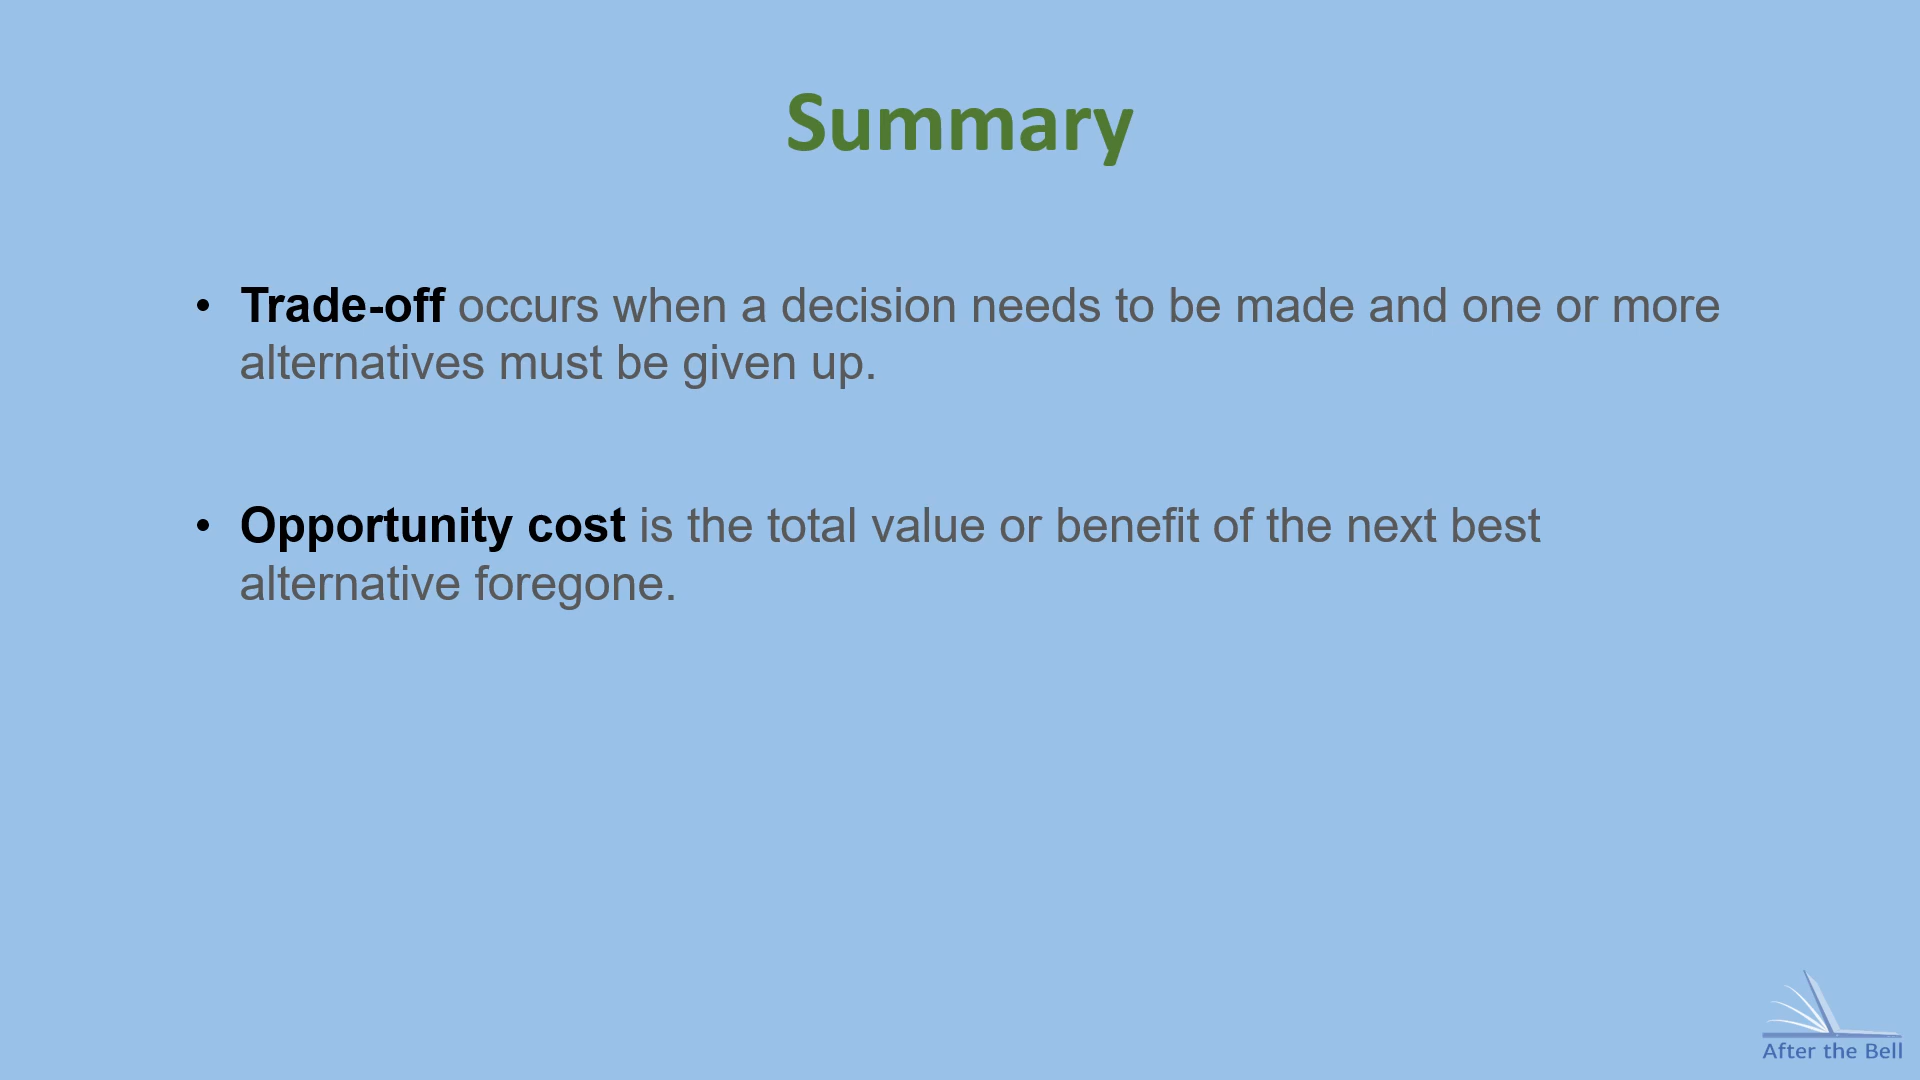 Summary
• Trade-off occurs when a decision needs to be made and one or more
alternatives must be given up.
• Opportunity cost is the total value or benefit of the next best
alternative foregone.
After the Bell